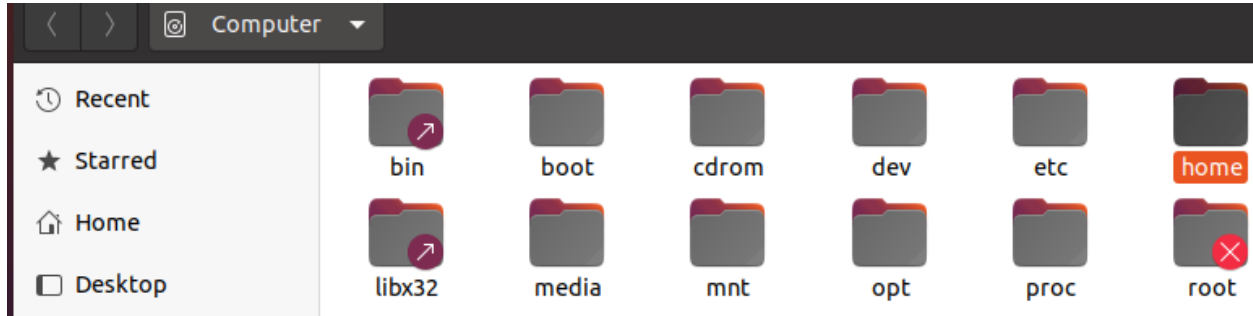 Computer
Recent
Starred
Home
Desktop
bin boot cdrom dev etc home
libx32 media mnt opt proc root